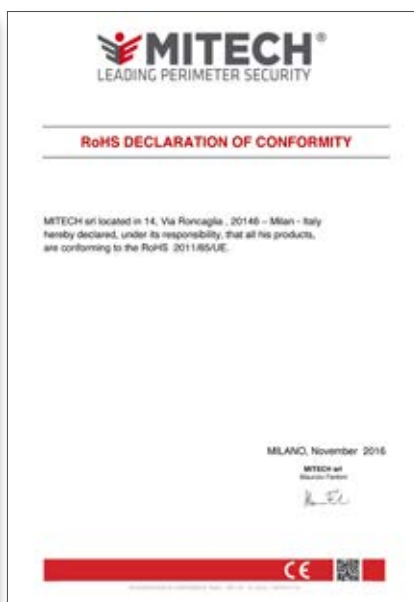 MITECH®
LEADING PERIMETER SECURITY
RoHS DECLARATION OF CONFORMITY
MITECH srl located in 14, Via Roncaglia , 20146 – Milan - Italy
hereby declared, under its responsibility, that all his products,
are conforming to the RoHS 2011/65/UE.
MILANO, November 2016
MITECH srl
CE